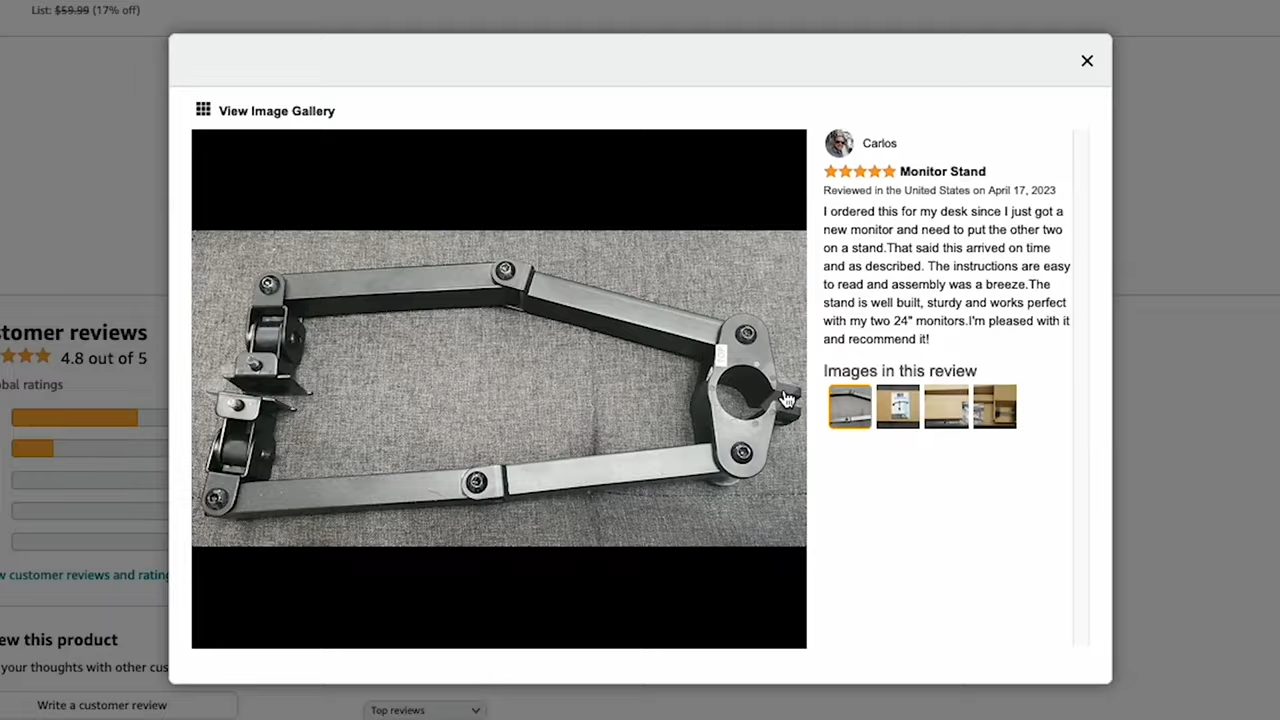 List: $59.99 (17% off)
View Image Gallery
Carlos
Monitor Stand
Reviewed in the United States on April 17, 2023
I ordered this for my desk since I just got a
new monitor and need to put the other two
on a stand.That said this arrived on time
and as described. The instructions are easy
to read and assembly was a breeze.The
stand is well built, sturdy and works perfect
with my two 24" monitors.I'm pleased with it
and recommend it!
Images in this review
stomer reviews
4.8 out of 5
bal ratings
w customer reviews and rating
ew this product
your thoughts with other cus
Write a customer review
Top reviews